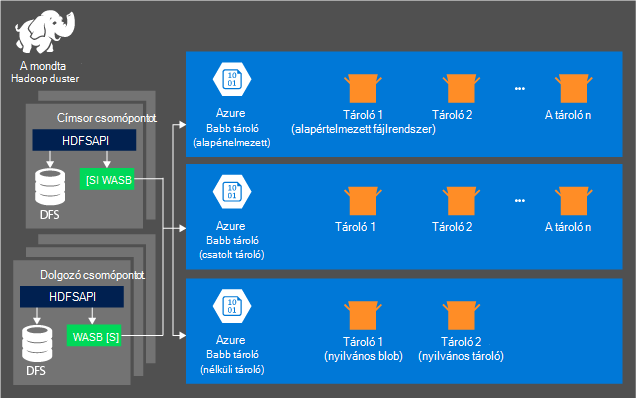 A mondta
Hadoop duster
Címsor csomópontot.
HDFSAPI
[SI WASB
DFS
Dolgozó csomópontot.
HDFSAPI
WASB [S]
DFS
10
01
Azure
Babb tároló
(alapértelmezett)
Tároló 1
(alapértelmezett fájlrendszer)
Tároló 2
...
A tároló n
10
01
Azure
Babb tároló
(csatolt tároló)
Tároló 1
Tároló 2
...
A tároló n
10
01
Azure
Babb tároló
(nélküli tároló)
Tároló 1
(nyilvános blob)
Tároló 2
(nyilvános tároló)